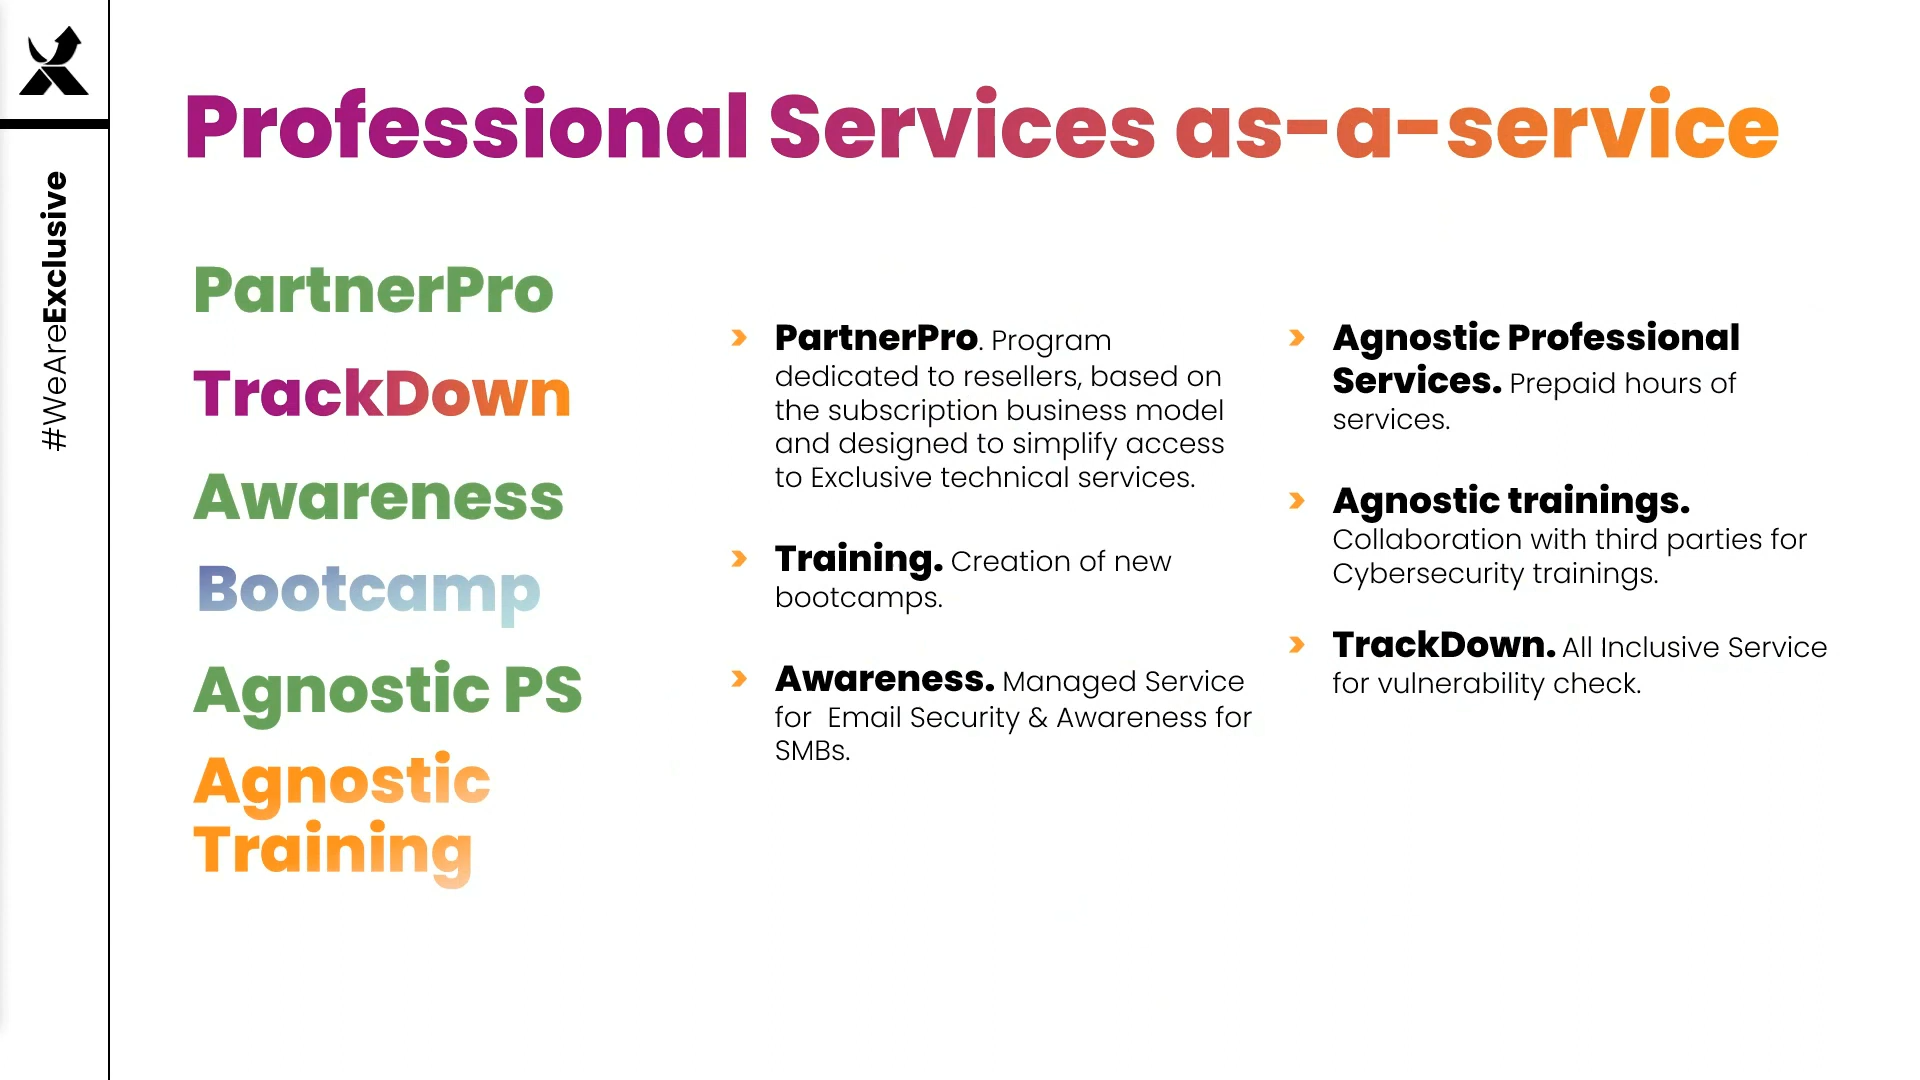 Professional Services as-a-service
#WeAreExclusive
PartnerPro
TrackDown
Awareness
Bootcamp
Agnostic PS
Agnostic
Training
PartnerPro. Program
dedicated to resellers, based on
the subscription business model
and designed to simplify access
to Exclusive technical services.
Training. Creation of new
bootcamps.
Awareness. Managed Service
for  Email Security & Awareness for
SMBs.
Agnostic Professional
Services. Prepaid hours of
services.
Agnostic trainings.
Collaboration with third parties for
Cybersecurity trainings.
TrackDown. All Inclusive Service
for vulnerability check.